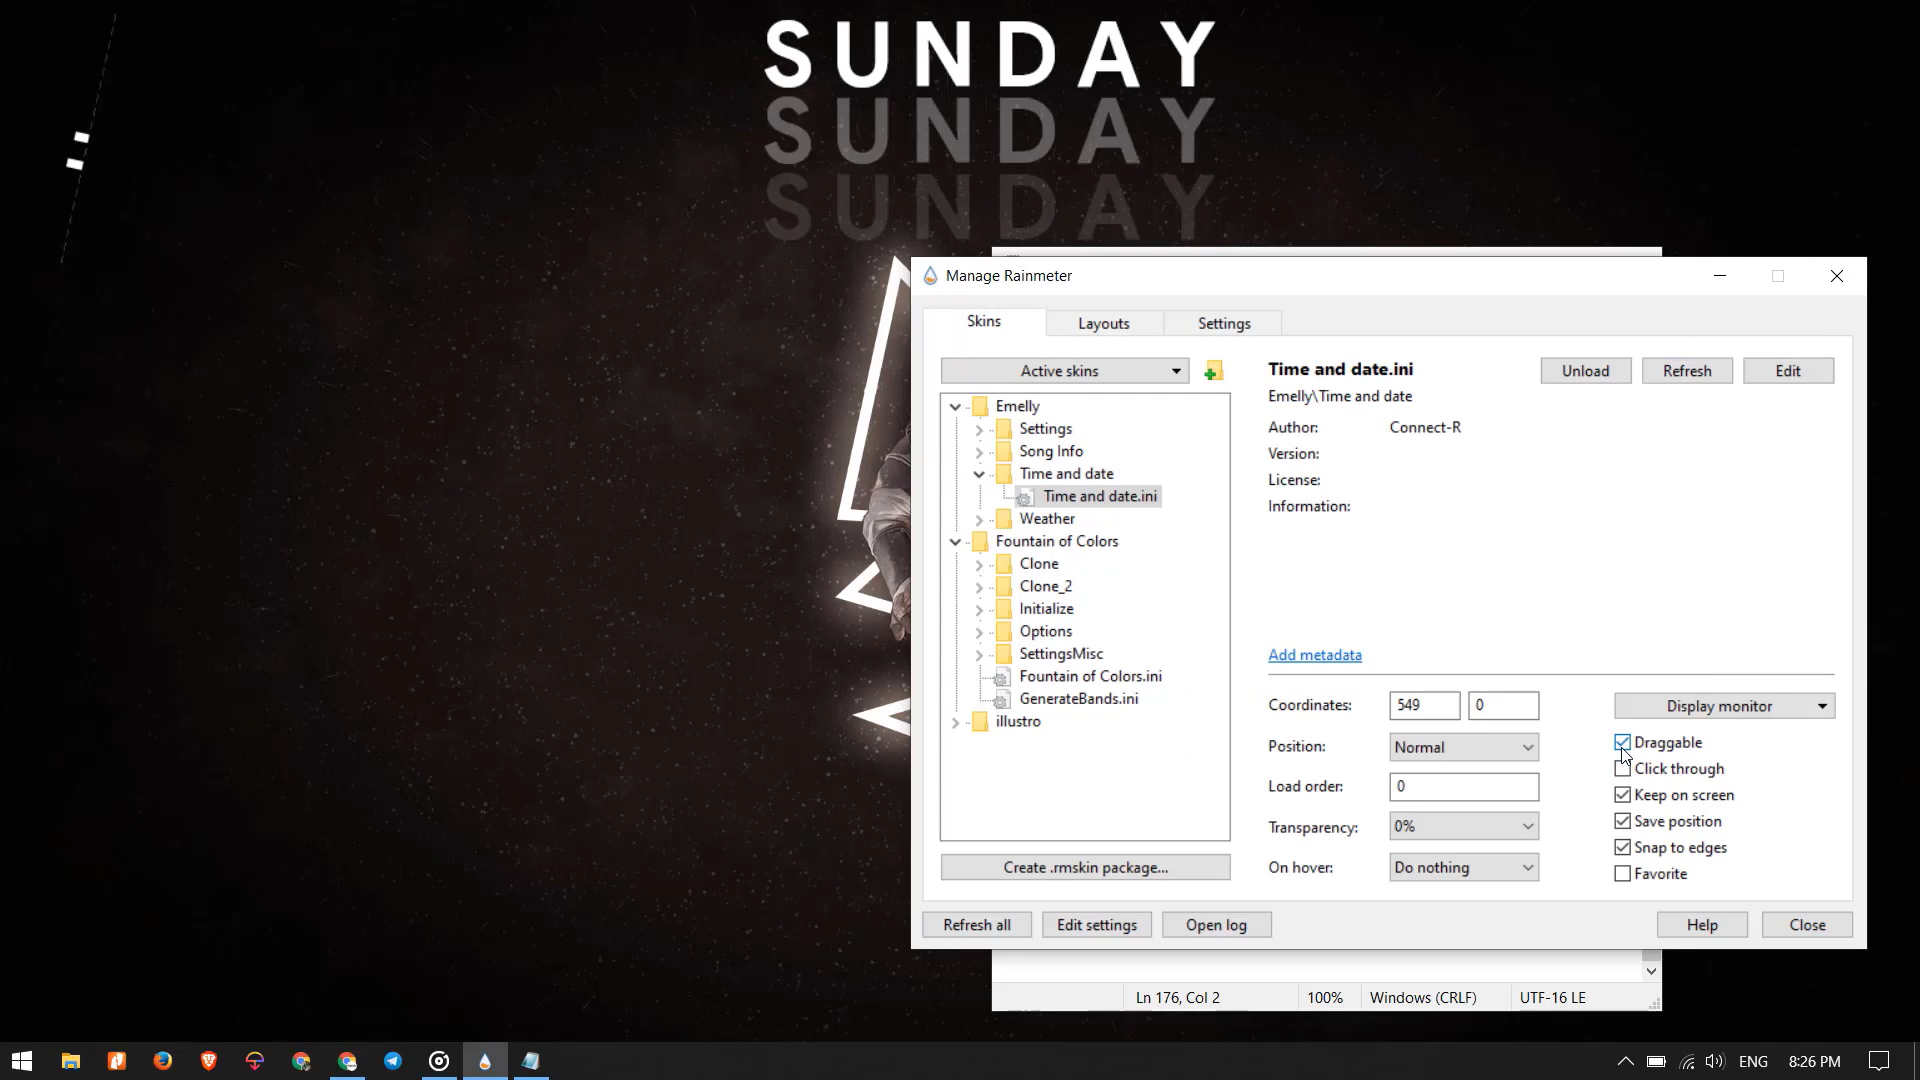 SUNDAY
SUNDAY
SUNDAY
Manage Rainmeter
Skins
Layouts
Settings
Active skins
Emelly
Settings
Song Info
Time and date
Time and date.ini
Weather
Fountain of Colors
Clone
Clone_2
Initialize
Options
SettingsMisc
Fountain of Colors.ini
GenerateBands.ini
illustro
Create .rmskin package...
Time and date.ini
Unload
Refresh
Edit
Emelly\Time and date
Author: Connect-R
Version:
License:
Information:
Add metadata
Coordinates: 549 0
Display monitor
Position: Normal
Load order: 0
Transparency: 0%
On hover: Do nothing
Draggable
Click through
Keep on screen
Save position
Snap to edges
Favorite
Refresh all
Edit settings
Open log
Help
Close
Ln 176, Col 2
100%
Windows (CRLF)
UTF-16 LE
ENG
8:26 PM